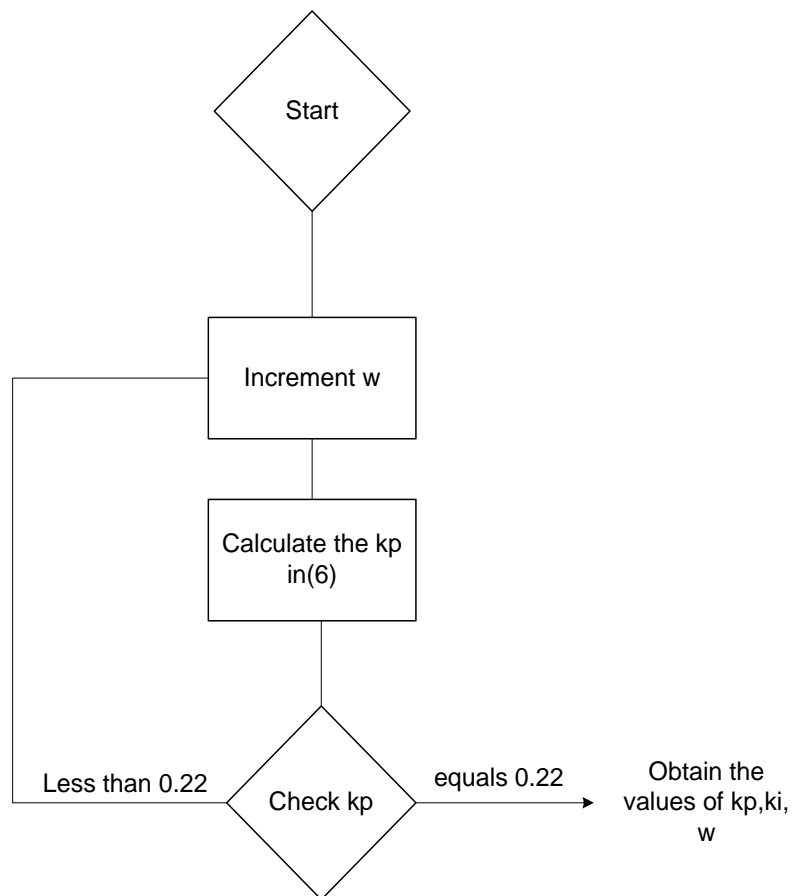 Start
Increment w
Calculate the kp
in(6)
Less than 0.22
Check kp
equals 0.22
Obtain the
values of kp,ki,
w